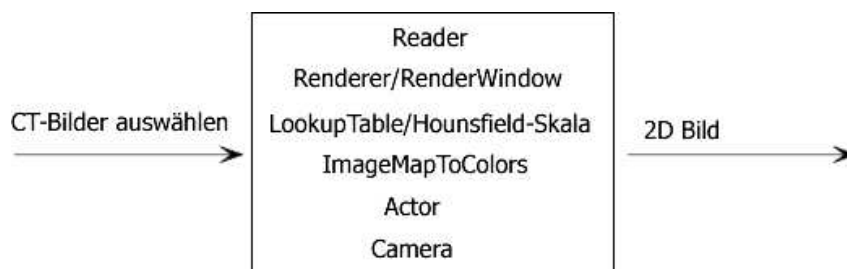 CT-Bilder auswählen
Reader
Renderer/RenderWindow
LookupTable/Hounsfield-Skala
ImageMapToColors
Actor
Camera
2D Bild